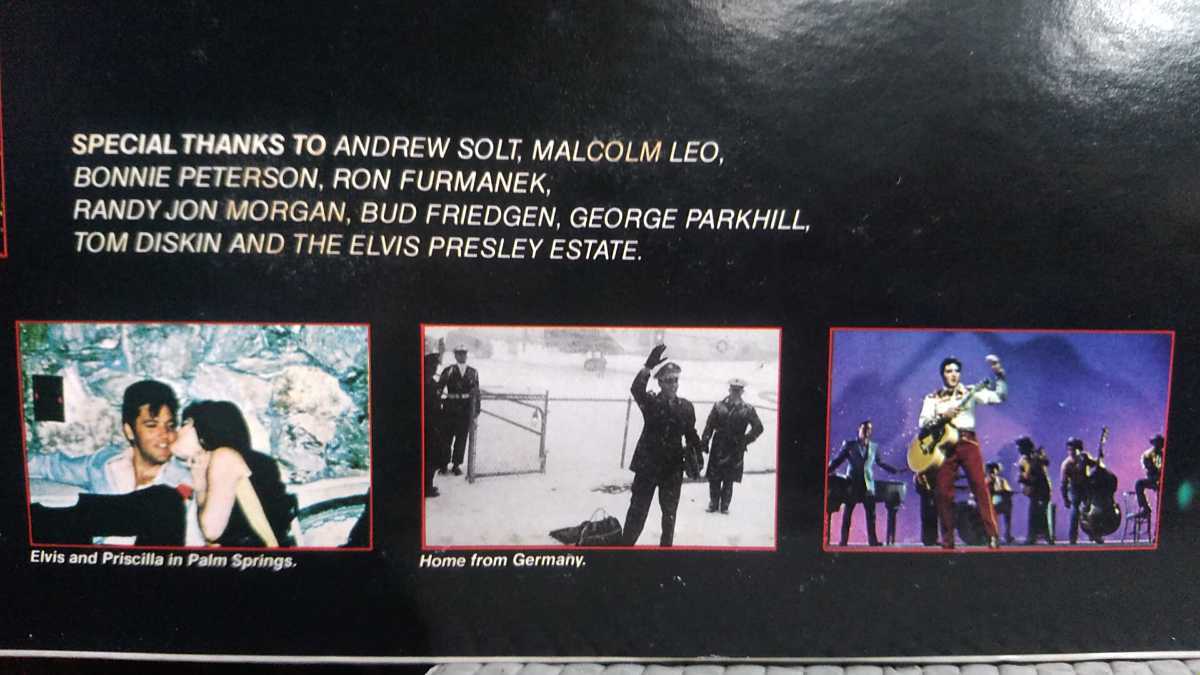 SPECIAL THANKS TO ANDREW SOLT, MALCOLM LEO,
BONNIE PETERSON, RON FURMANEK,
RANDY JON MORGAN, BUD FRIEDGEN, GEORGE PARKHILL,
TOM DISKIN AND THE ELVIS PRESLEY ESTATE.
Elvis and Priscilla in Palm Springs.
Home from Germany.